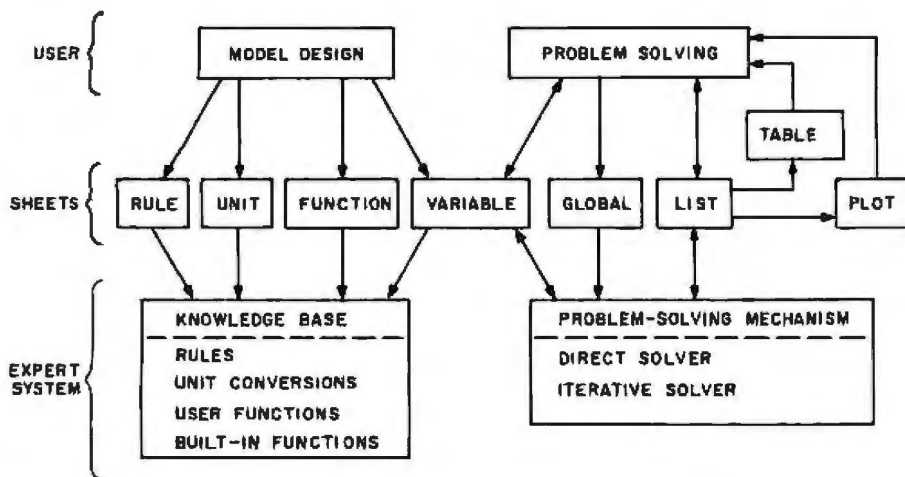 USER
MODEL DESIGN
PROBLEM SOLVING
TABLE
SHEETS
RULE
UNIT
FUNCTION
VARIABLE
GLOBAL
LIST
PLOT
EXPERT
SYSTEM
KNOWLEDGE BASE
RULES
UNIT CONVERSIONS
USER FUNCTIONS
BUILT-IN FUNCTIONS
PROBLEM-SOLVING MECHANISM
DIRECT SOLVER
ITERATIVE SOLVER